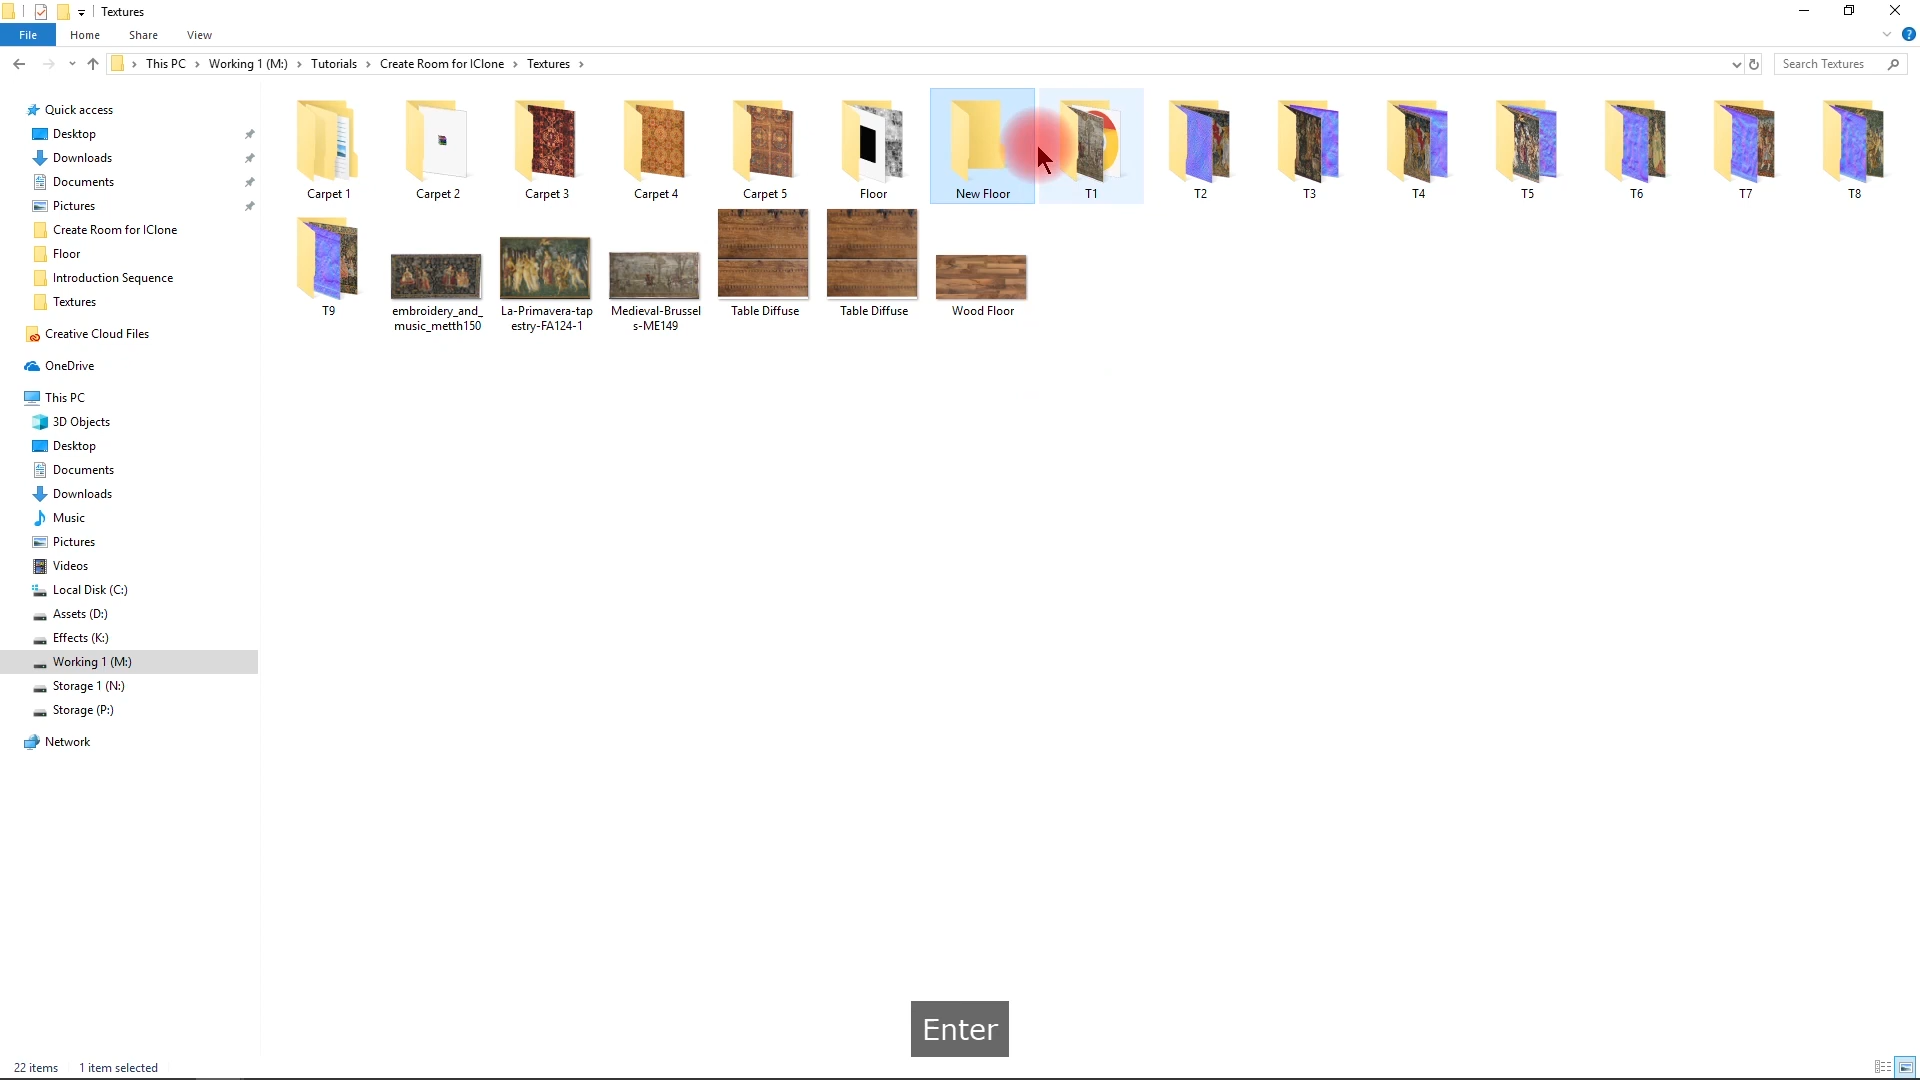 Textures
File Home Share View
This PC Working 1 (M:) Tutorials Create Room for IClone Textures
Search Textures
Quick access
Desktop
Downloads
Documents
Pictures
Create Room for IClone
Floor
Introduction Sequence
Textures
Creative Cloud Files
OneDrive
This PC
3D Objects
Desktop
Documents
Downloads
Music
Pictures
Videos
Local Disk (C:)
Assets (D:)
Effects (K:)
Working 1 (M:)
Storage 1 (N:)
Storage (P:)
Network
Carpet 1 Carpet 2 Carpet 3 Carpet 4 Carpet 5 Floor New Floor T1 T2 T3 T4 T5 T6 T7 T8
T9 embroidery_and_ La-Primavera-tap Medieval-Brussel Table Diffuse Table Diffuse Wood Floor
music_metth150 estry-FA124-1 s-ME149
Enter
22 items 1 item selected